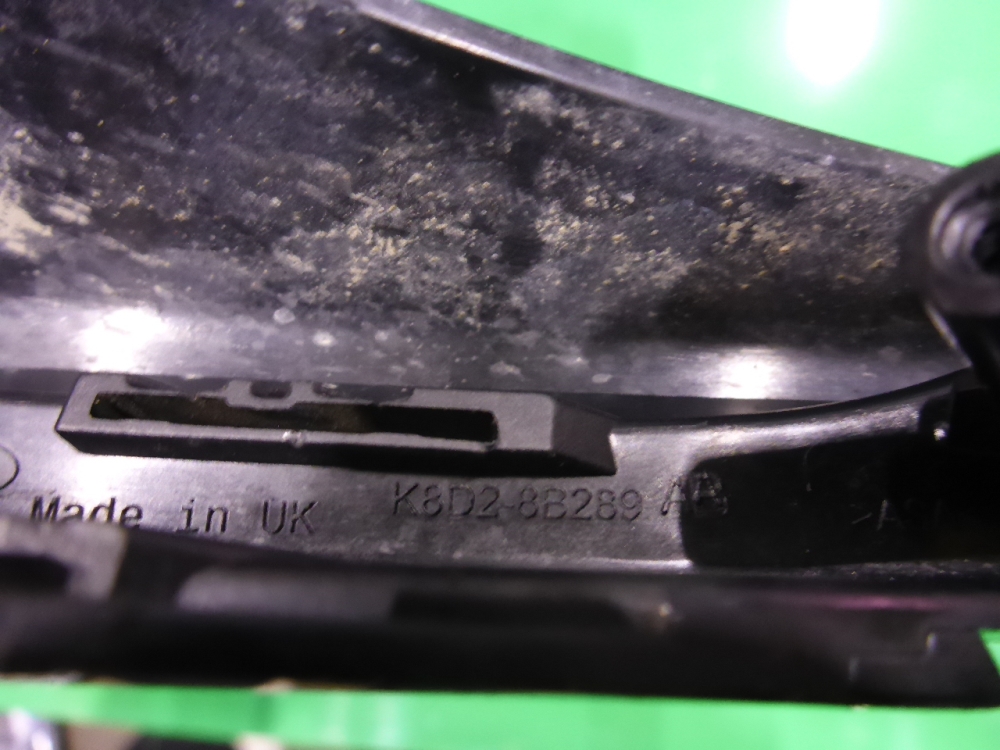 Made in UK
K8D2-8B289 AB